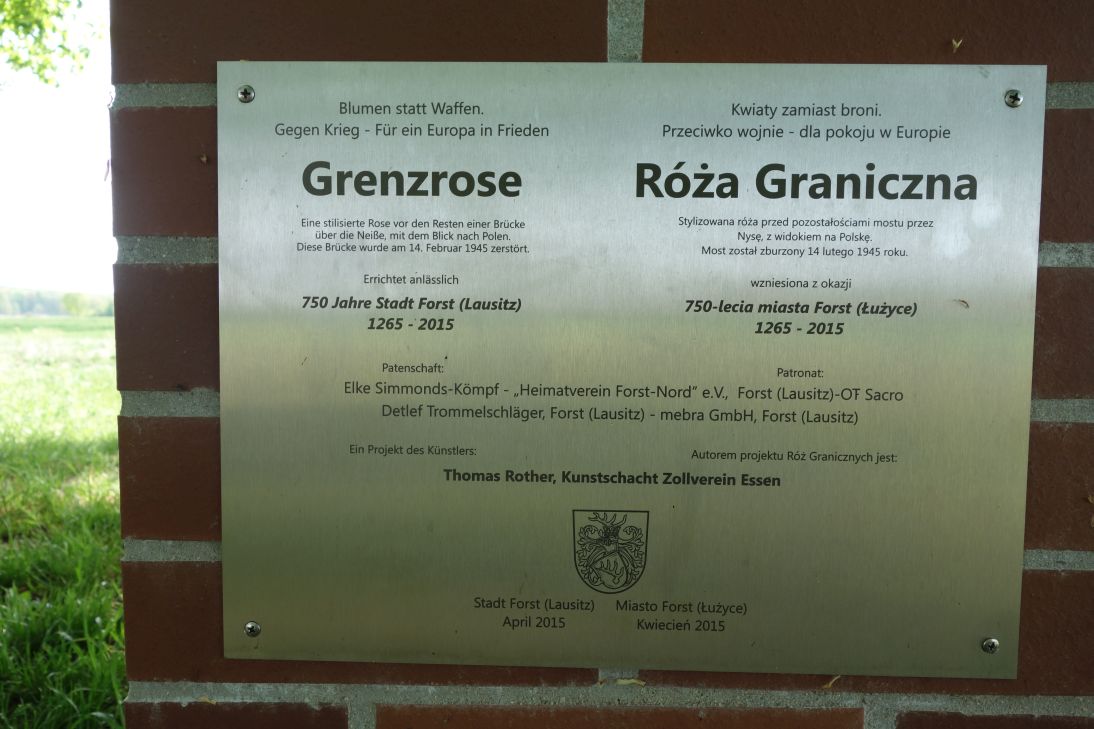 Blumen statt Waffen.
Gegen Krieg - Für ein Europa in Frieden
Grenzrose
Eine stilisierte Rose vor den Resten einer Brücke
über die Neiße, mit dem Blick nach Polen.
Diese Brücke wurde am 14. Februar 1945 zerstört.
Errichtet anlässlich
750 Jahre Stadt Forst (Lausitz)
1265 - 2015
Kwiaty zamiast broni.
Przeciwko wojnie - dla pokoju w Europie
Róża Graniczna
Stylizowana róża przed pozostałościami mostu przez
Nysę, z widokiem na Polskę.
Most został zburzony 14 lutego 1945 roku.
wzniesiona z okazji
750-lecia miasta Forst (Łużyce)
1265 - 2015
Patenschaft:
Patronat:
Elke Simmonds-Kömpf - „Heimatverein Forst-Nord" e.V., Forst (Lausitz)-OT Sacro
Detlef Trommelschläger, Forst (Lausitz) - mebra GmbH, Forst (Lausitz)
Ein Projekt des Künstlers:
Autorem projektu Róż Granicznych jest:
Thomas Rother, Kunstschacht Zollverein Essen
Stadt Forst (Lausitz)
April 2015
Miasto Forst (Łużyce)
Kwiecień 2015